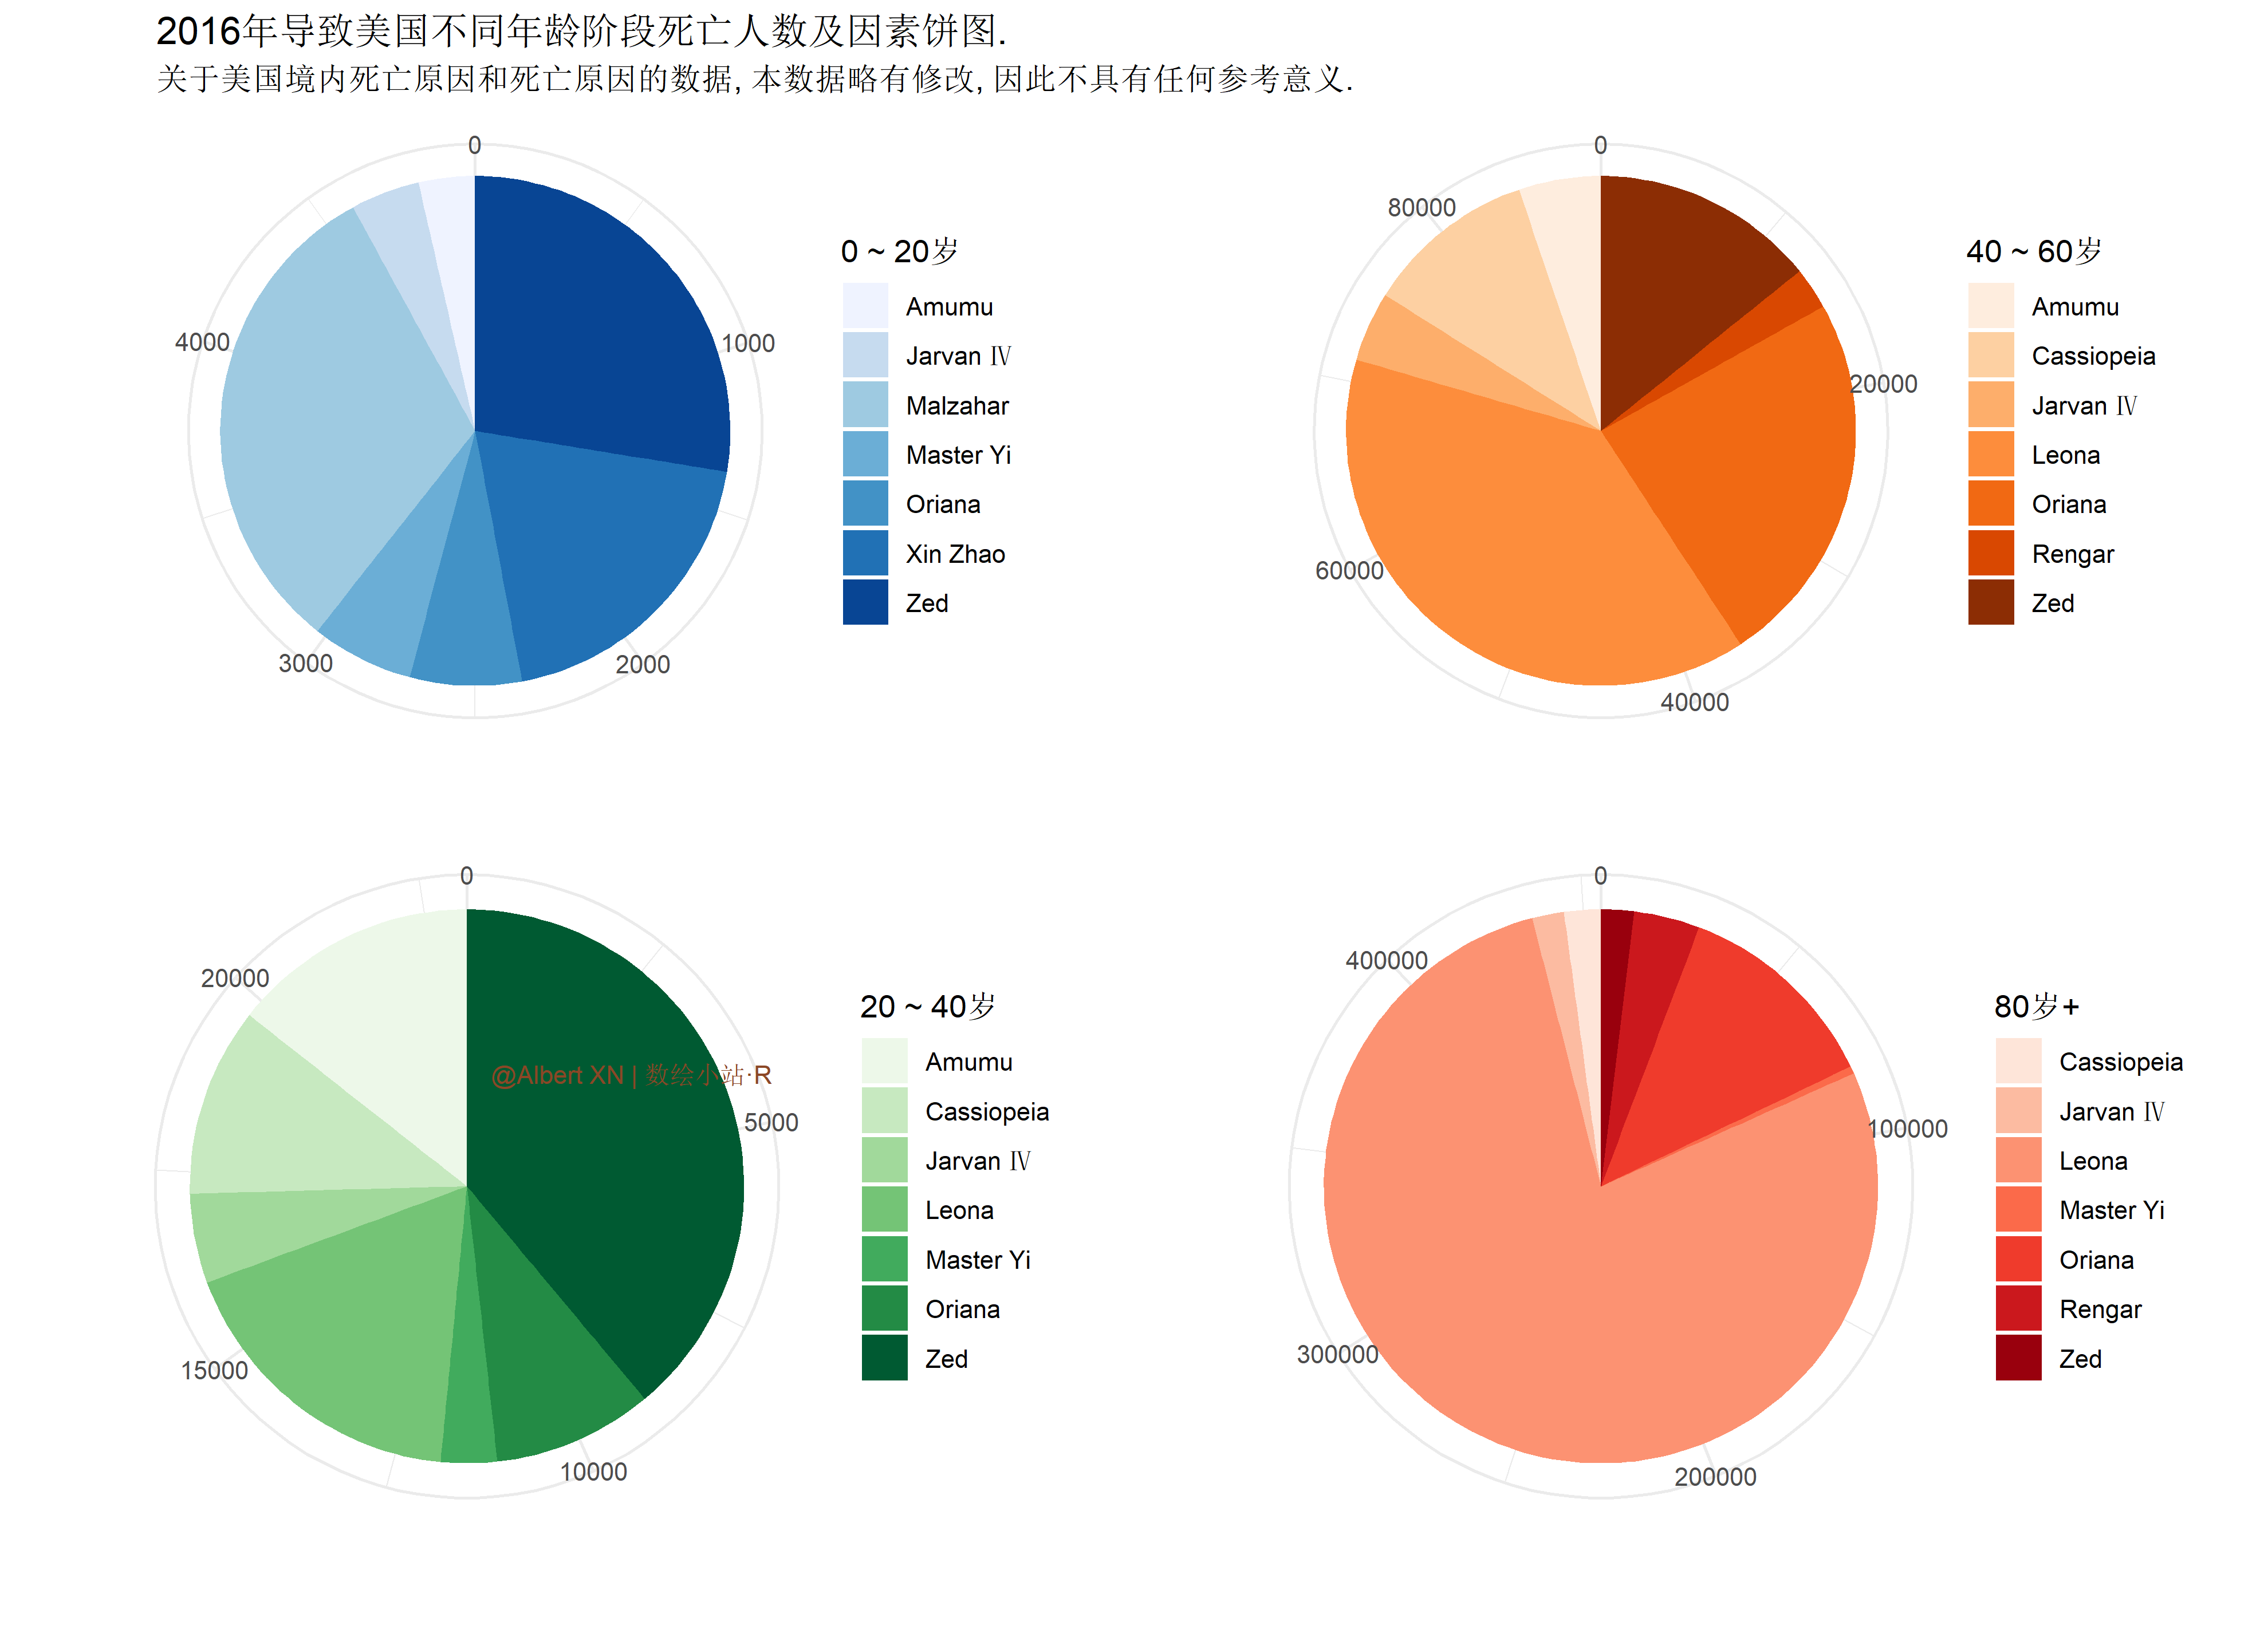 2016年导致美国不同年龄阶段死亡人数及因素饼图.
关于美国境内死亡原因和死亡原因的数据, 本数据略有修改, 因此不具有任何参考意义.
0
1000
2000
3000
4000
0 ~ 20岁
Amumu
Jarvan Ⅳ
Malzahar
Master Yi
Oriana
Xin Zhao
Zed
0
20000
40000
60000
80000
40 ~ 60岁
Amumu
Cassiopeia
Jarvan Ⅳ
Leona
Oriana
Rengar
Zed
0
5000
10000
15000
20000
@Albert XN | 数绘小站·R
20 ~ 40岁
Amumu
Cassiopeia
Jarvan Ⅳ
Leona
Master Yi
Oriana
Zed
0
100000
200000
300000
400000
80岁+
Cassiopeia
Jarvan Ⅳ
Leona
Master Yi
Oriana
Rengar
Zed